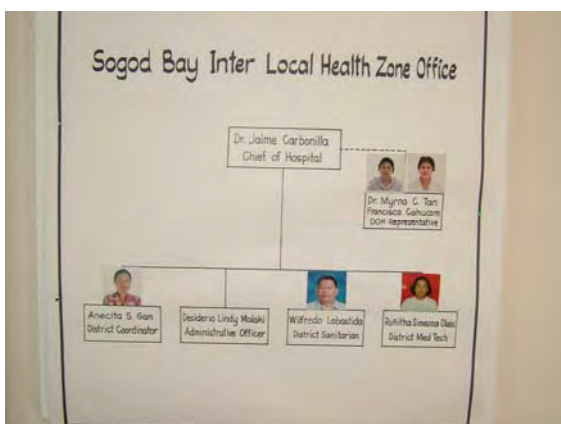 Sogod Bay Inter Local Health Zone Office
Dr. Jaime Carbonilla
Chief of Hospital
Dr. Myrna C. Tan
Francisca Cahucom
DOH Representative
Anecita S. Gan
District Coordinator
Desiderio Lindy Malaki
Administrative Officer
Wilfredo Labastida
District Sanitarian
Simeona
District Med Tech